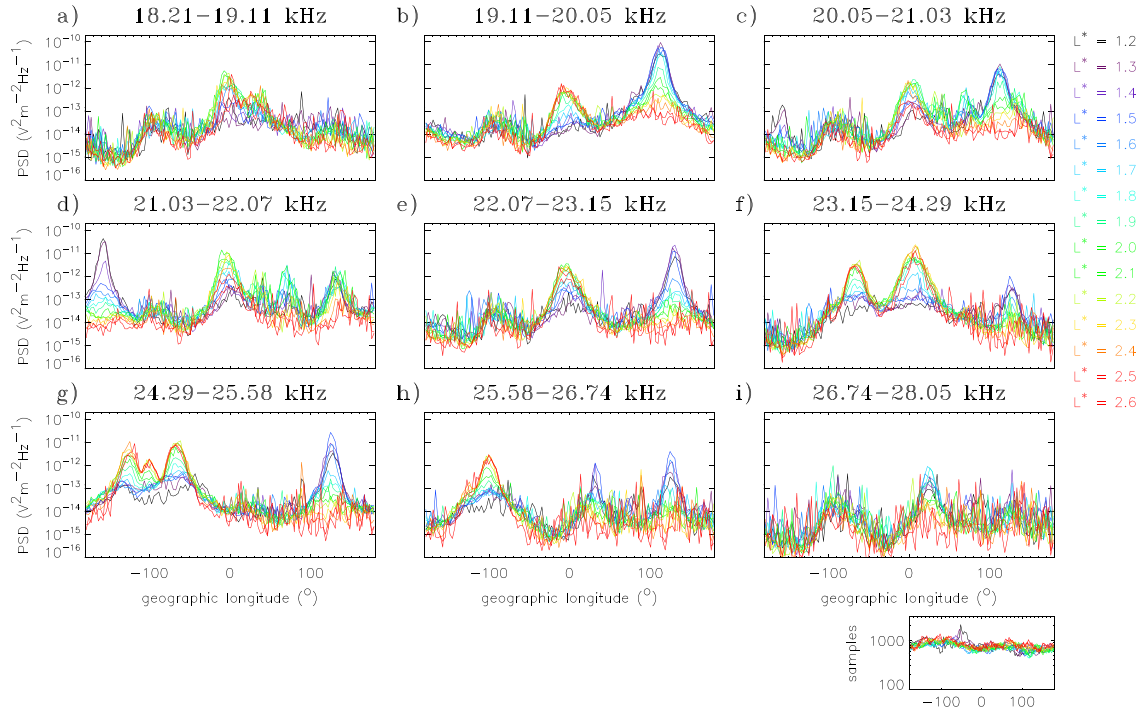 a) 18.21−19.11 kHz
b) 19.11−20.05 kHz
c) 20.05−21.03 kHz
PSD (V²m⁻²Hz⁻¹)
10⁻¹⁰
10⁻¹¹
10⁻¹²
10⁻¹³
10⁻¹⁴
10⁻¹⁵
10⁻¹⁶
L* = 1.2
L* = 1.3
L* = 1.4
L* = 1.5
L* = 1.6
L* = 1.7
L* = 1.8
L* = 1.9
L* = 2.0
L* = 2.1
L* = 2.2
L* = 2.3
L* = 2.4
L* = 2.5
L* = 2.6
d) 21.03−22.07 kHz
e) 22.07−23.15 kHz
f) 23.15−24.29 kHz
PSD (V²m⁻²Hz⁻¹)
10⁻¹⁰
10⁻¹¹
10⁻¹²
10⁻¹³
10⁻¹⁴
10⁻¹⁵
10⁻¹⁶
g) 24.29−25.58 kHz
h) 25.58−26.74 kHz
i) 26.74−28.05 kHz
PSD (V²m⁻²Hz⁻¹)
10⁻¹⁰
10⁻¹¹
10⁻¹²
10⁻¹³
10⁻¹⁴
10⁻¹⁵
10⁻¹⁶
−100 0 100
−100 0 100
−100 0 100
geographic longitude (°)
geographic longitude (°)
geographic longitude (°)
samples
1000
100
−100 0 100